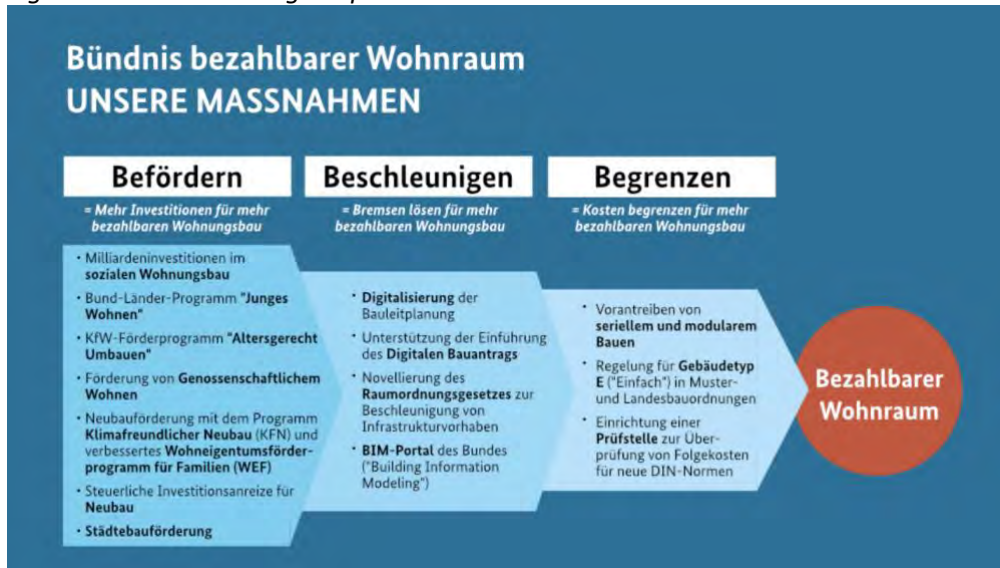 Bündnis bezahlbarer Wohnraum
UNSERE MASSNAHMEN
Befördern
= Mehr Investitionen für mehr
bezahlbaren Wohnungsbau
• Milliardeninvestitionen im
sozialen Wohnungsbau
• Bund-Länder-Programm "Junges
Wohnen"
• KfW-Förderprogramm "Altersgerecht
Umbauen"
• Förderung von Genossenschaftlichem
Wohnen
• Neubauförderung mit dem Programm
Klimafreundlicher Neubau (KFN) und
verbessertes Wohneigentumsförder-
programm für Familien (WEF)
• Steuerliche Investitionsanreize für
Neubau
• Städtebauförderung
Beschleunigen
= Bremsen lösen für mehr
bezahlbaren Wohnungsbau
• Digitalisierung der
Bauleitplanung
• Unterstützung der Einführung
des Digitalen Bauantrags
• Novellierung des
Raumordnungsgesetzes zur
Beschleunigung von
Infrastrukturvorhaben
• BIM-Portal des Bundes
("Building Information
Modeling")
Begrenzen
= Kosten begrenzen für mehr
bezahlbaren Wohnungsbau
• Vorantreiben von
seriellem und modularem
Bauen
• Regelung für Gebäudetyp
E ("Einfach") in Muster-
und Landesbauordnungen
• Einrichtung einer
Prüfstelle zur Über-
prüfung von Folgekosten
für neue DIN-Normen
Bezahlbarer
Wohnraum